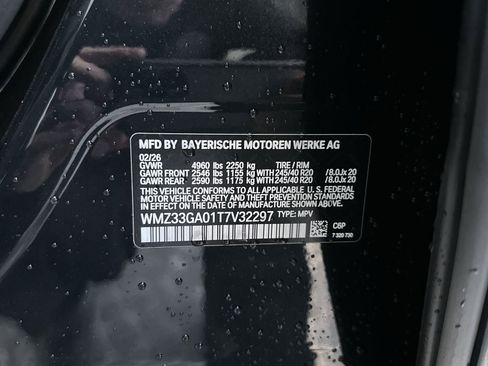 MFD BY BAYERISCHE MOTOREN WERKE AG
02/26
GVWR 4960 lbs 2250 kg TIRE / RIM
GAWR FRONT 2546 lbs 1155 kg WITH 245/40 R20 / 8.0Jx 20
GAWR REAR 2590 lbs 1175 kg WITH 245/40 R20 / 8.0Jx 20
THIS VEHICLE CONFORMS TO ALL APPLICABLE U. S. FEDERAL
MOTOR VEHICLE SAFETY AND THEFT PREVENTION STANDARDS
IN EFFECT ON THE DATE OF MANUFACTURE SHOWN ABOVE.
WMZ33GA01T7V32297 TYPE: MPV
C6P
7 320 730